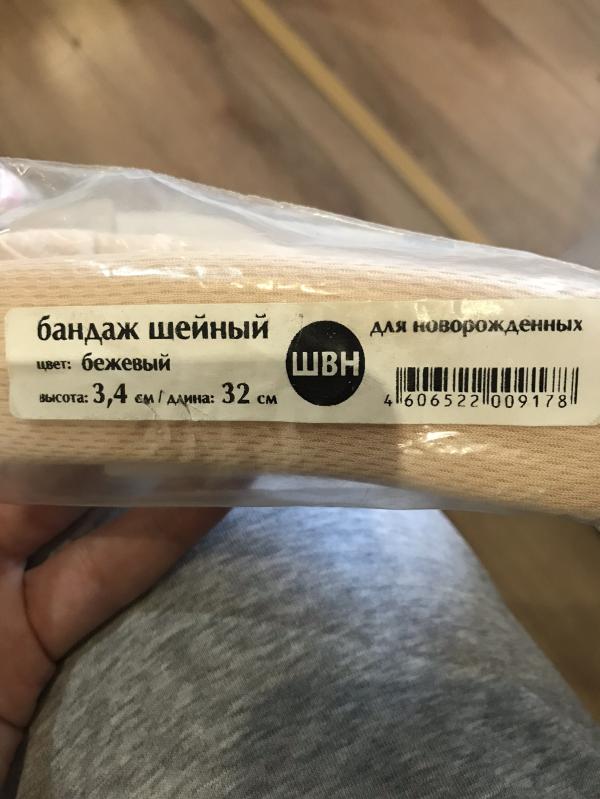 бандаж шейный
цвет: бежевый
высота: 3,4 см / длина: 32 см
ШВН
для новорожденных
4 606522 009178